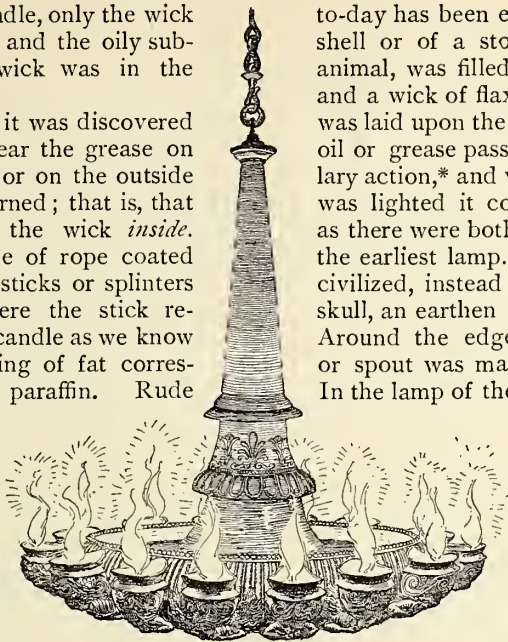 dle, only the wick
and the oily sub-
wick was in the
it was discovered
ear the grease on
or on the outside
rned; that is, that
the wick inside.
e of rope coated
sticks or splinters
ere the stick re-
candle as we know
ing of fat corres-
paraffin. Rude
to-day has been e
shell or of a sto
animal, was filled
and a wick of flax
was laid upon the
oil or grease pass
lary action,* and
was lighted it co
as there were both
the earliest lamp.
civilized, instead
skull, an earthen
Around the edge
or spout was ma
In the lamp of the